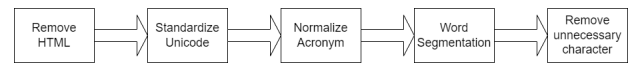 Remove
HTML
Standardize
Unicode
Normalize
Acronym
Word
Segmentation
Remove
unnecessary
character